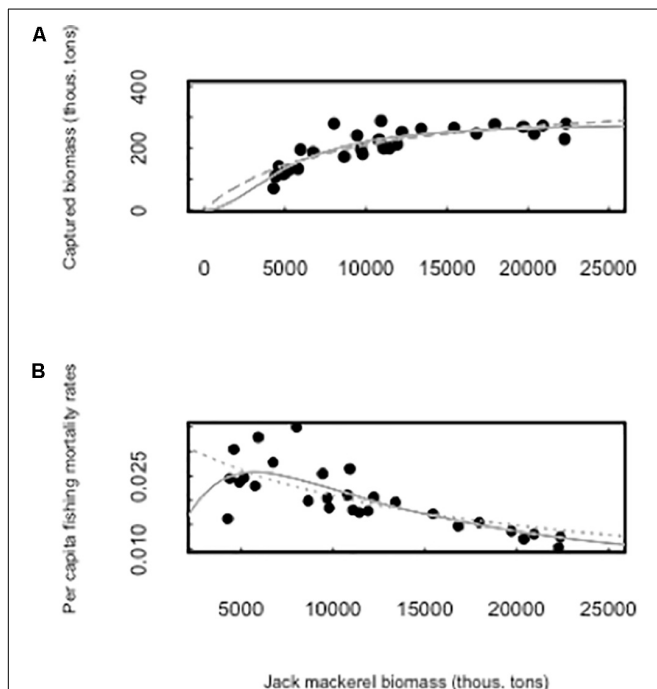 A
Captured biomass (thous. tons)
400
200
0
0 5000 10000 15000 20000 25000
B
Per capita fishing mortality rates
0.025
0.010
5000 10000 15000 20000 25000
Jack mackerel biomass (thous. tons)